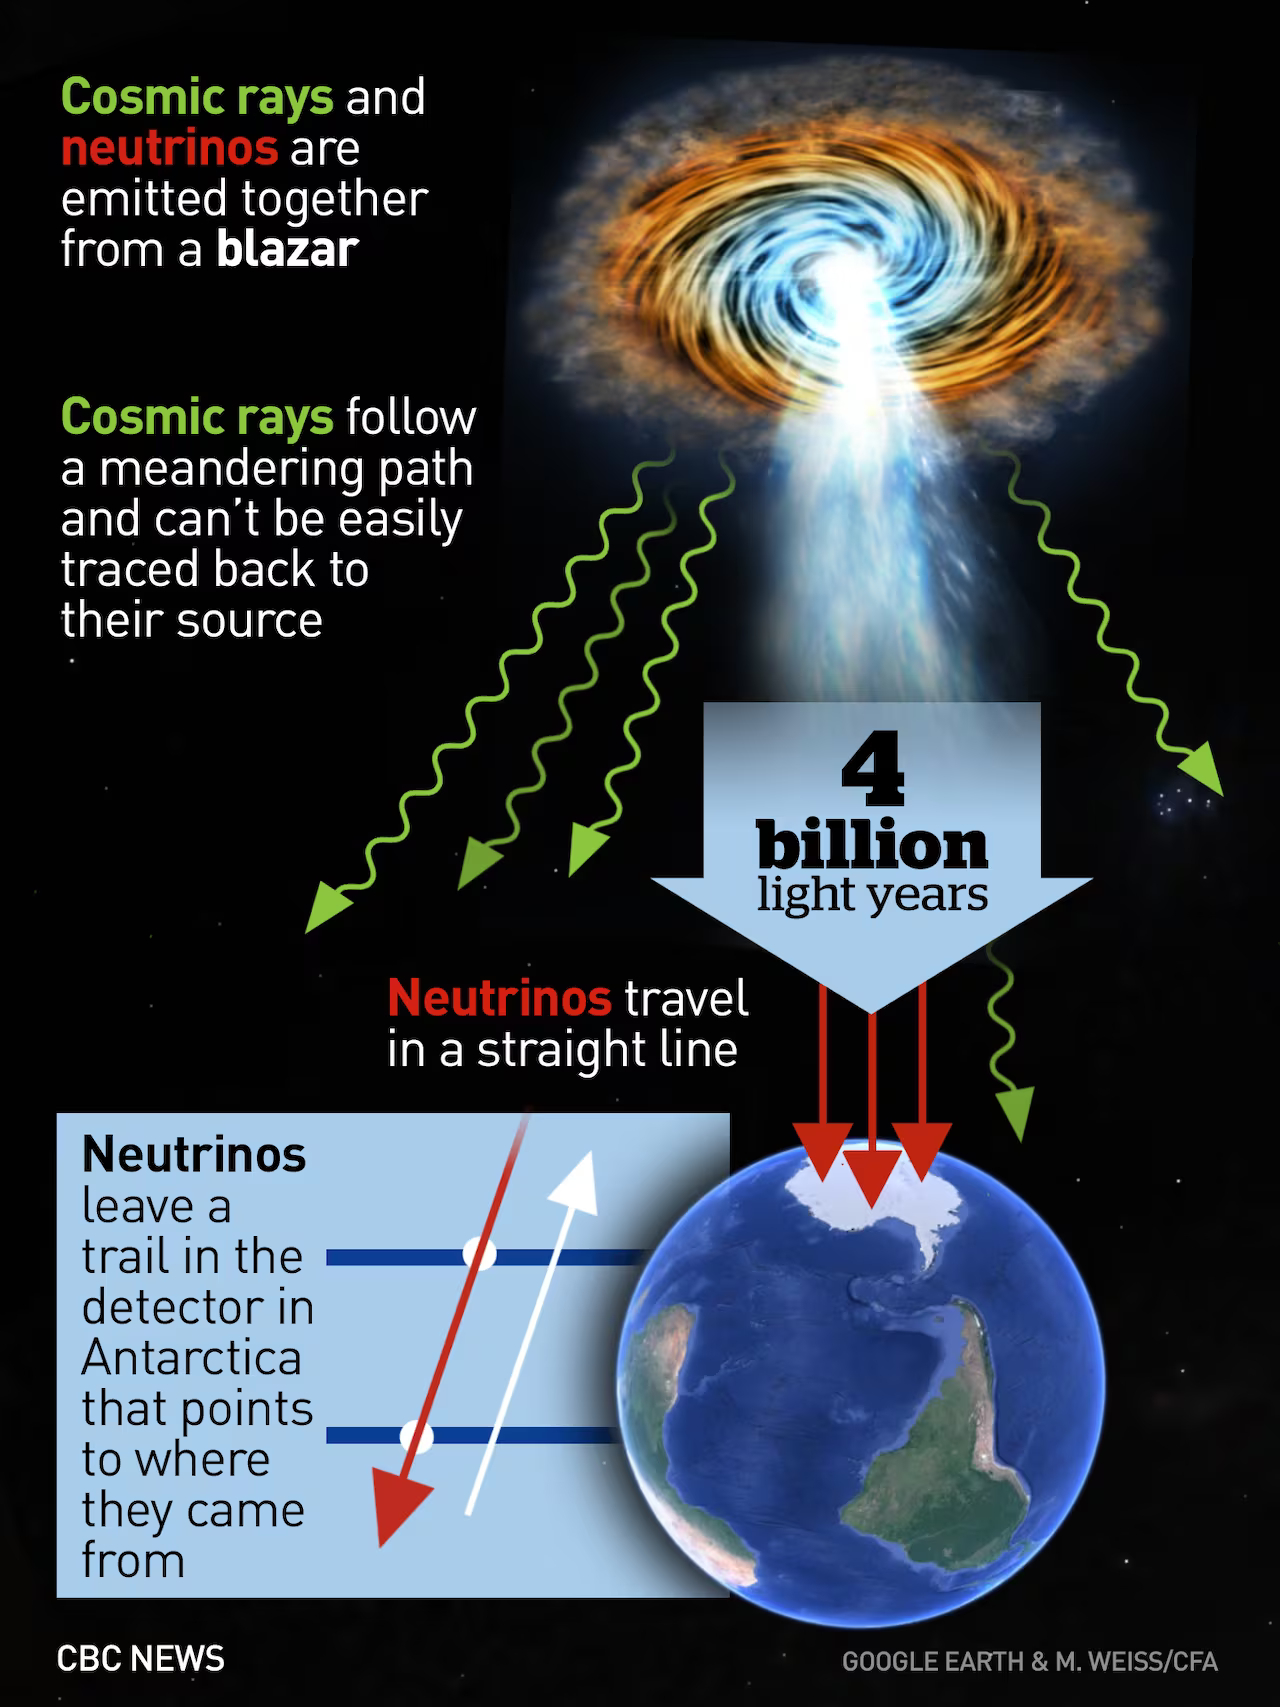 Cosmic rays and
neutrinos are
emitted together
from a blazar
Cosmic rays follow
a meandering path
and can’t be easily
traced back to
their source
4
billion
light years
Neutrinos travel
in a straight line
Neutrinos
leave a
trail in the
detector in
Antarctica
that points
to where
they came
from
CBC NEWS
GOOGLE EARTH & M. WEISS/CFA